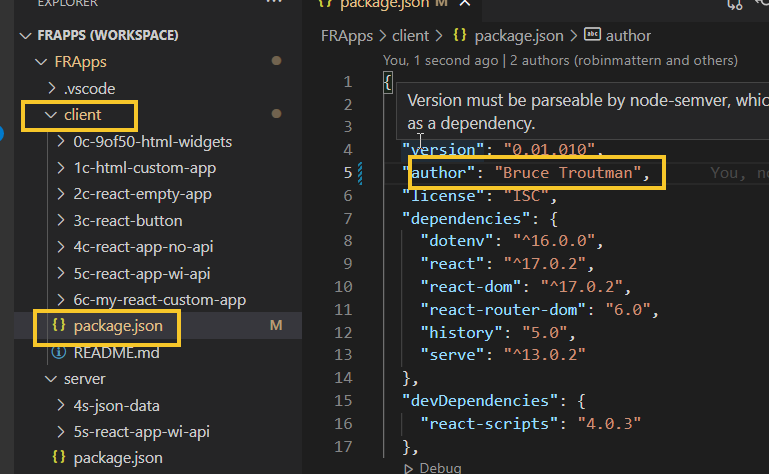 EXPLORER
FRAPPS (WORKSPACE)
FRApps
.vscode
client
0c-9of50-html-widgets
1c-html-custom-app
2c-react-empty-app
3c-react-button
4c-react-app-no-api
5c-react-app-wi-api
6c-my-react-custom-app
{} package.json M
README.md
server
4s-json-data
5s-react-app-wi-api
{} package.json
{} package.json M
FRApps > client > {} package.json > abc author
You, 1 second ago | 2 authors (robinmattern and others)
1 {
2
3
Version must be parseable by node-semver, whic
as a dependency.
4 "version": "0.01.010",
5 "author": "Bruce Troutman", You, no
6 "license": "ISC",
7 "dependencies": {
8 "dotenv": "^16.0.0",
9 "react": "^17.0.2",
10 "react-dom": "^17.0.2",
11 "react-router-dom": "6.0",
12 "history": "5.0",
13 "serve": "^13.0.2"
14 },
15 "devDependencies": {
16 "react-scripts": "4.0.3"
17 },
Debug